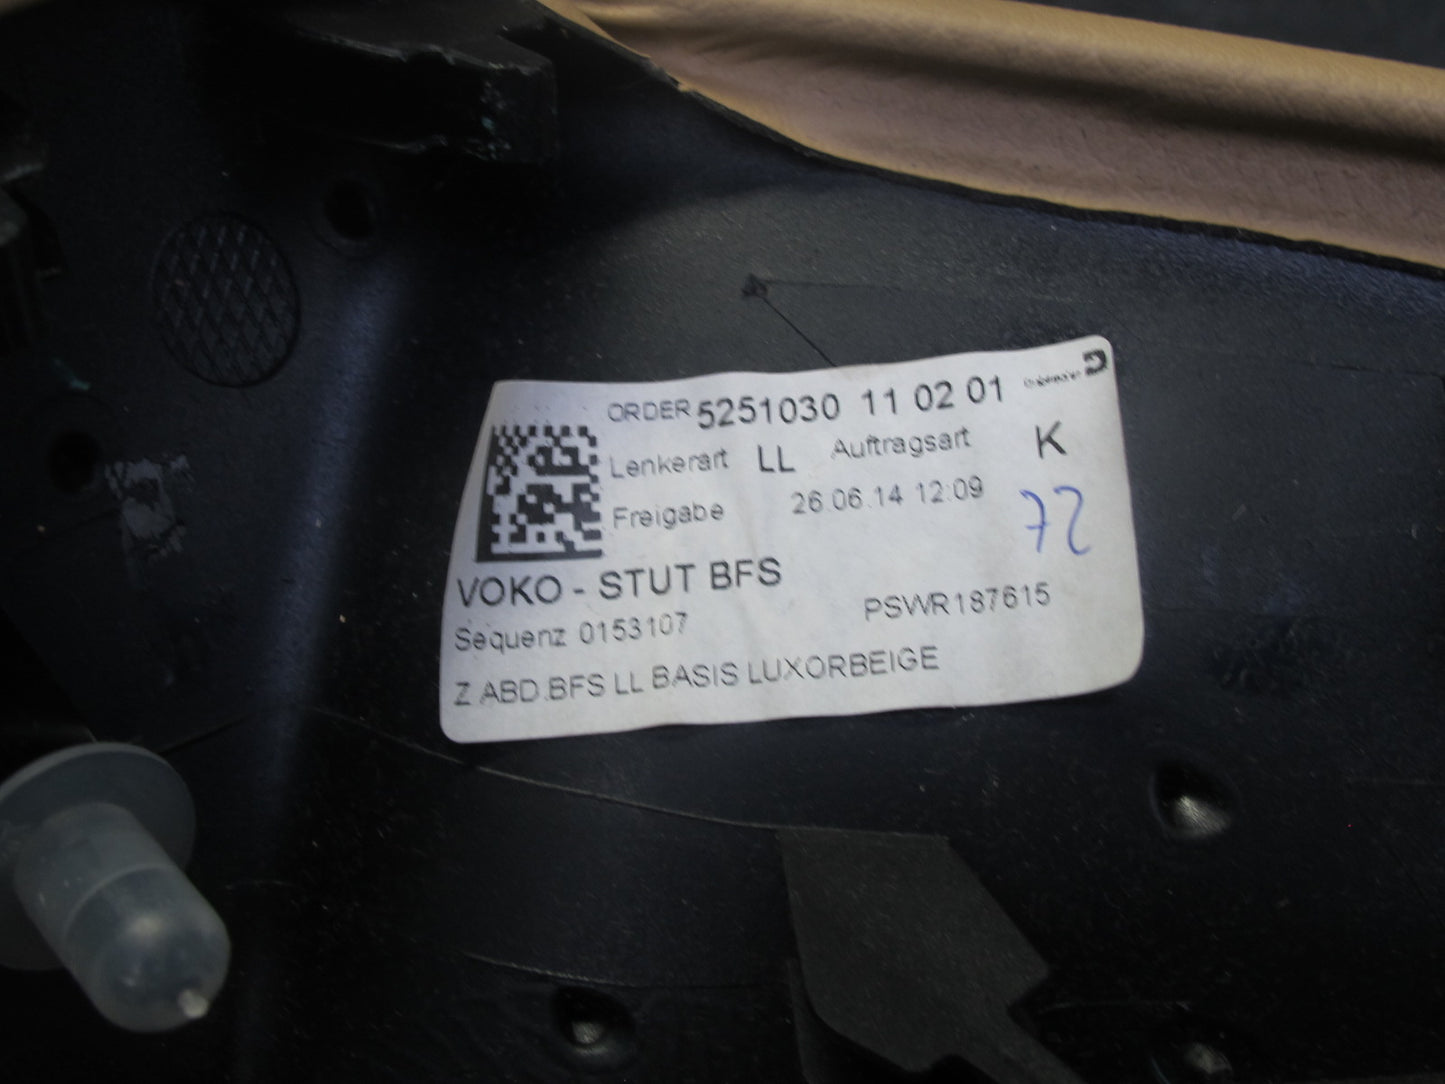 ORDER 5251030 11 02 01
Lenkerart LL Auftragsart K
Freigabe 26.06.14 12:09
72
VOKO - STUT BFS
Sequenz 0153107 PSWR187615
Z ABD.BFS LL BASIS LUXORBEIGE